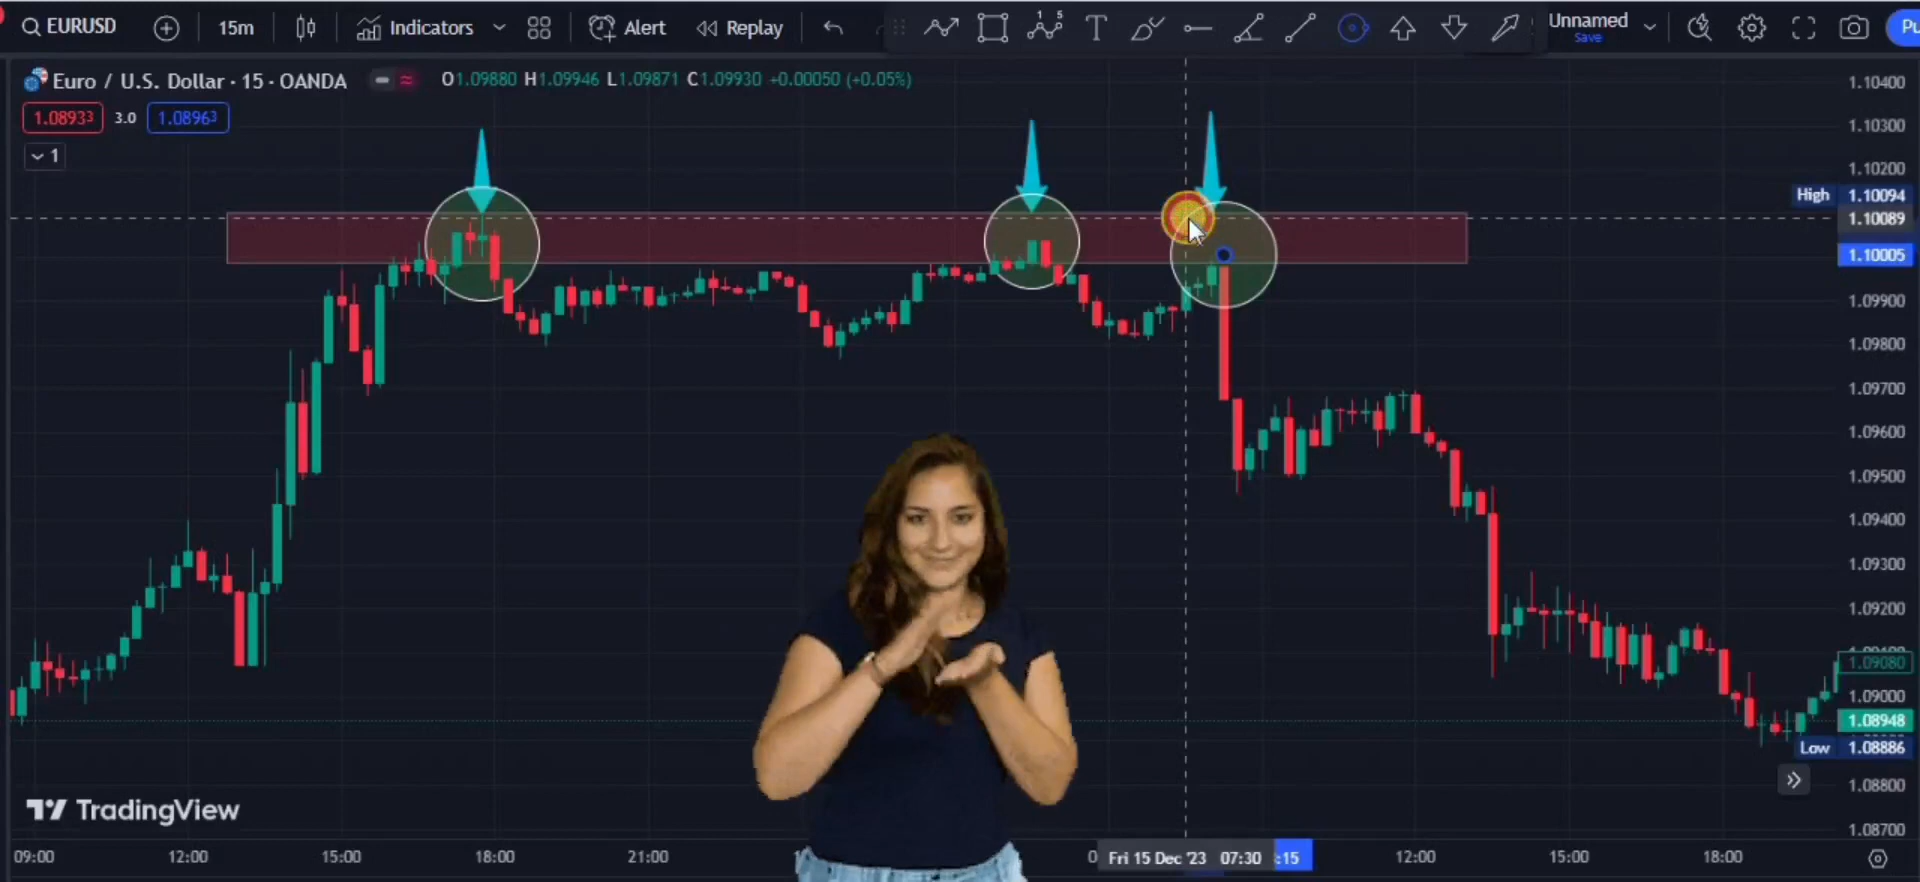 EURUSD 15m Indicators Alert Replay 1 5 T Unnamed
Save
Euro / U.S. Dollar · 15 · OANDA O1.09880 H1.09946 L1.09871 C1.09930 +0.00050 (+0.05%)
1.08933 3.0 1.08963
1
1.10400
1.10300
1.10200
High 1.10094
1.10089
1.10005
1.09900
1.09800
1.09700
1.09600
1.09500
1.09400
1.09300
1.09200
1.09080
1.09000
1.08948
Low 1.08886
1.08800
1.08700
TradingView
09:00 12:00 15:00 18:00 21:00 Fri 15 Dec '23 07:30 :15 12:00 15:00 18:00